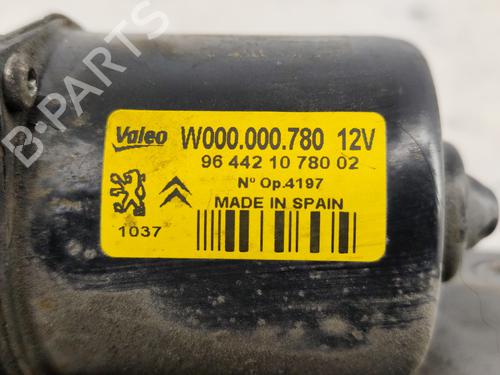 Valeo W000.000.780 12V
96 442 10 780 02
Nº Op.4197
MADE IN SPAIN
1037
B-PARTS